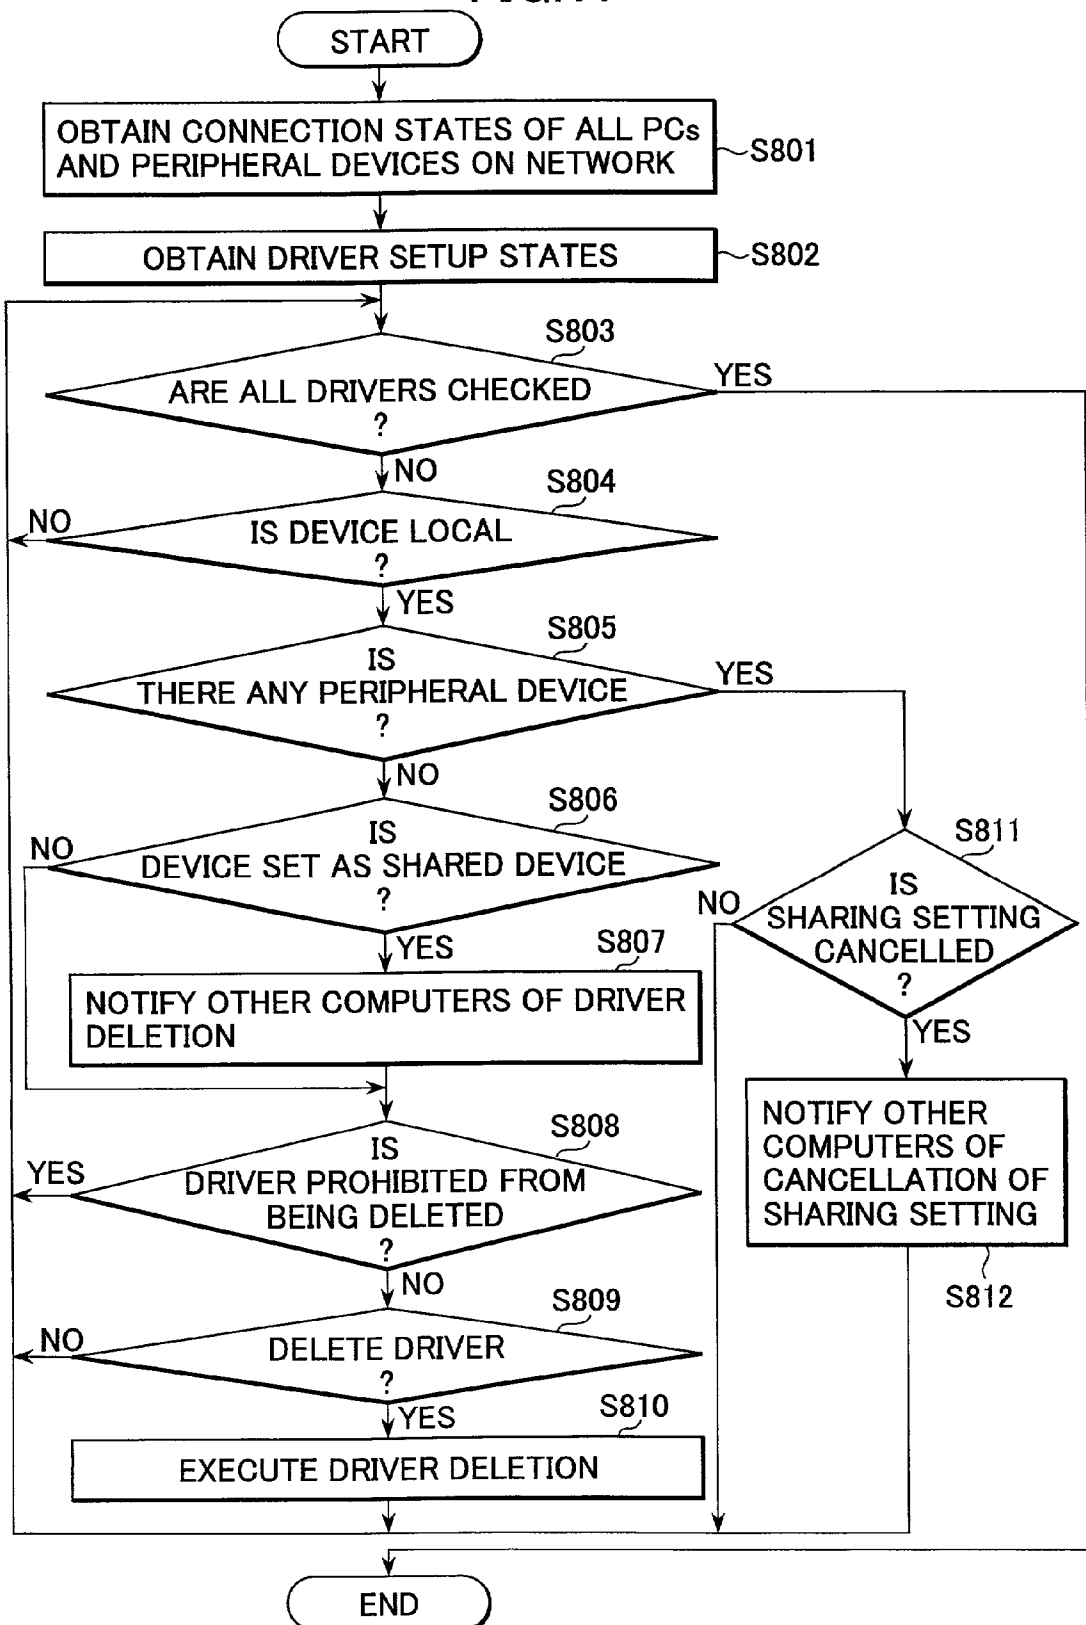 START
OBTAIN CONNECTION STATES OF ALL PCs
AND PERIPHERAL DEVICES ON NETWORK
S801
OBTAIN DRIVER SETUP STATES
S802
S803
ARE ALL DRIVERS CHECKED
?
YES
NO
S804
NO
IS DEVICE LOCAL
?
YES
S805
IS
THERE ANY PERIPHERAL DEVICE
?
YES
NO
S806
IS
DEVICE SET AS SHARED DEVICE
?
NO
YES
S807
NOTIFY OTHER COMPUTERS OF DRIVER
DELETION
S811
IS
SHARING SETTING
CANCELLED
?
NO
YES
S808
IS
DRIVER PROHIBITED FROM
BEING DELETED
?
YES
NO
NOTIFY OTHER
COMPUTERS OF
CANCELLATION OF
SHARING SETTING
S812
S809
DELETE DRIVER
?
NO
YES
S810
EXECUTE DRIVER DELETION
END